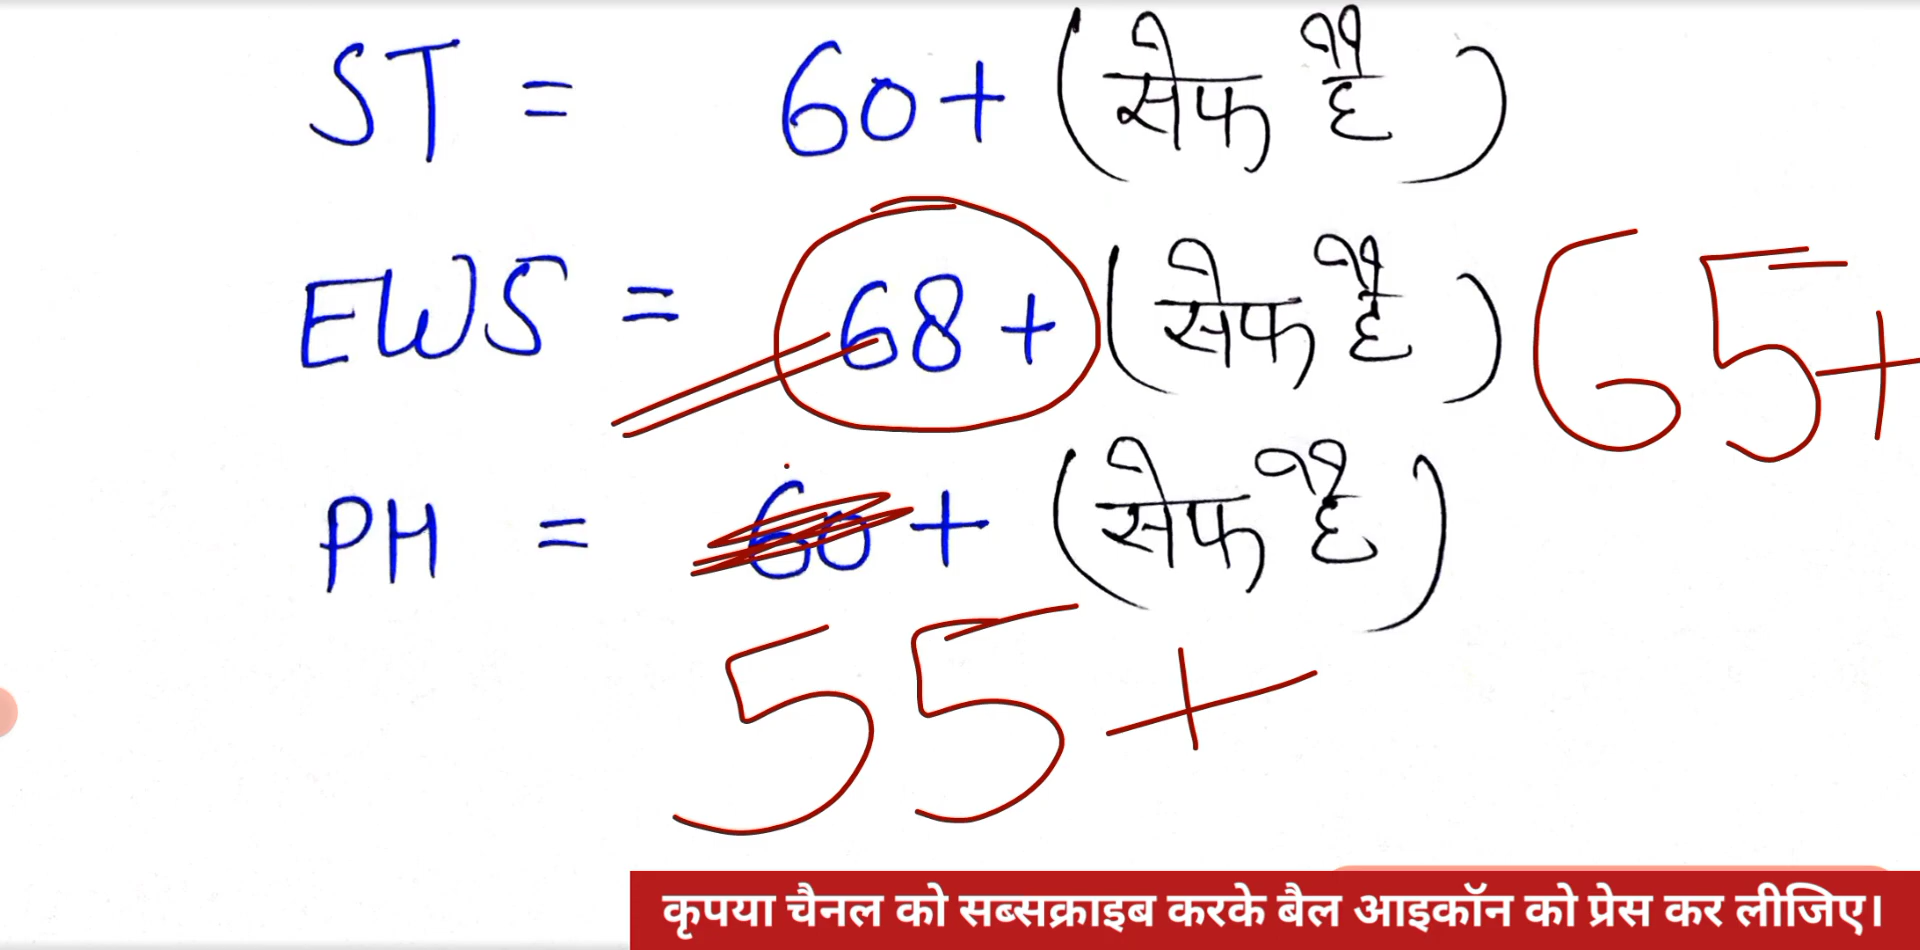 ST = 60+ (सेफ है)
EWS = 68+ (सेफ है) 65+
PH = 60+ (सेफ है)
55+
कृपया चैनल को सब्सक्राइब करके बैल आइकॉन को प्रेस कर लीजिए।